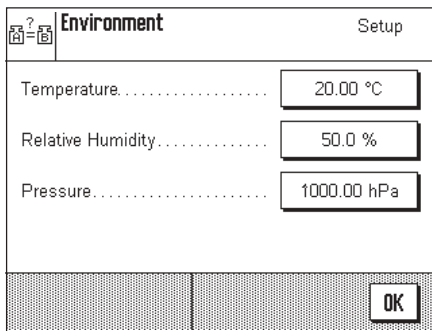 A?=B Environment Setup
Temperature................... 20.00 °C
Relative Humidity.............. 50.0 %
Pressure...................... 1000.00 hPa
OK